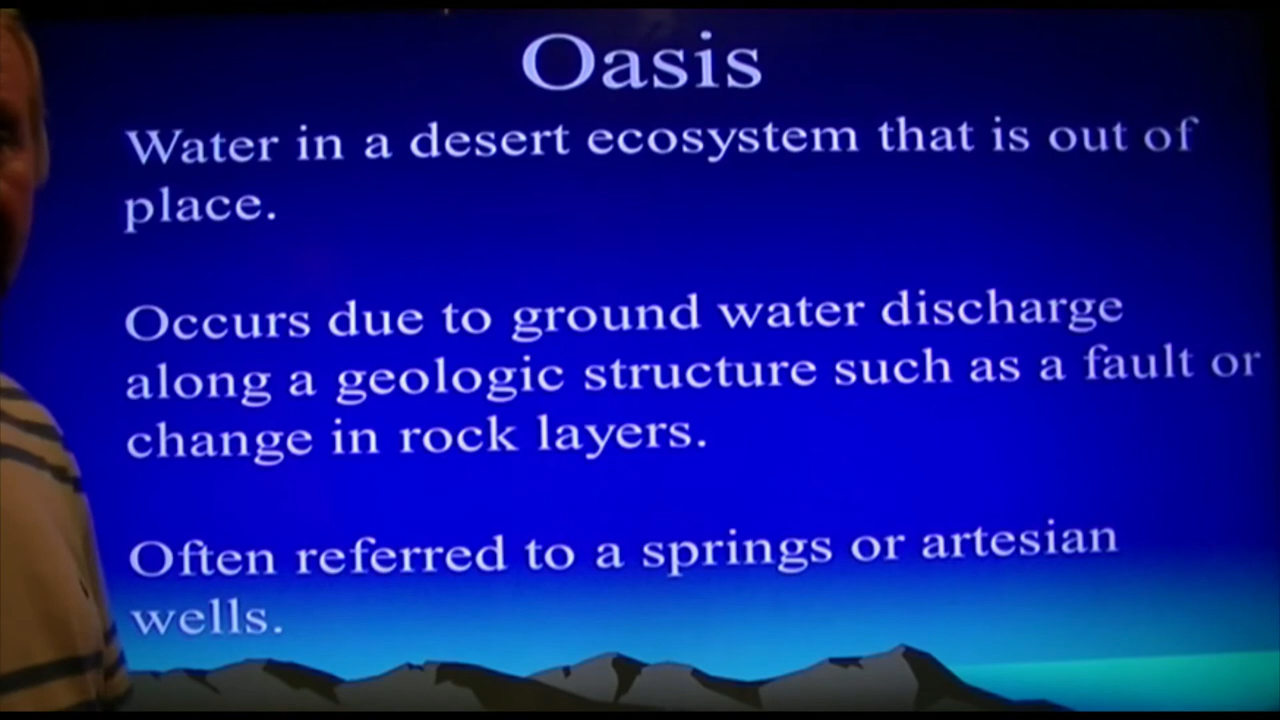 Oasis
Water in a desert ecosystem that is out of
place.
Occurs due to ground water discharge
along a geologic structure such as a fault or
change in rock layers.
Often referred to a springs or artesian
wells.